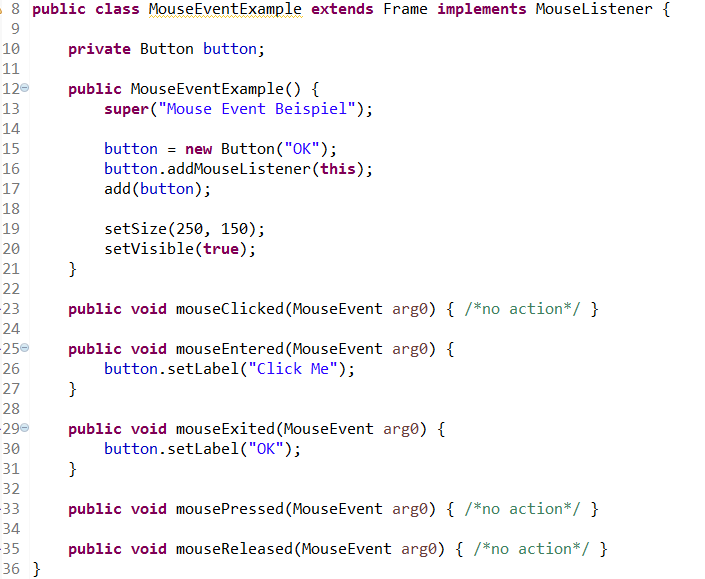 8 public class MouseEventExample extends Frame implements MouseListener {
9
10     private Button button;
11
12     public MouseEventExample() {
13         super("Mouse Event Beispiel");
14
15         button = new Button("OK");
16         button.addMouseListener(this);
17         add(button);
18
19         setSize(250, 150);
20         setVisible(true);
21     }
22
23     public void mouseClicked(MouseEvent arg0) { /*no action*/ }
24
25     public void mouseEntered(MouseEvent arg0) {
26         button.setLabel("Click Me");
27     }
28
29     public void mouseExited(MouseEvent arg0) {
30         button.setLabel("OK");
31     }
32
33     public void mousePressed(MouseEvent arg0) { /*no action*/ }
34
35     public void mouseReleased(MouseEvent arg0) { /*no action*/ }
36 }